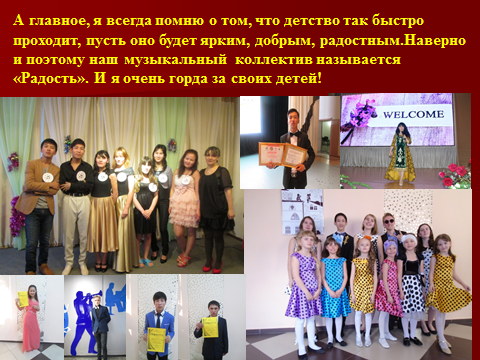 А главное, я всегда помню о том, что детство так быстро
проходит, пусть оно будет ярким, добрым, радостным.Наверно
и поэтому наш музыкальный коллектив называется
«Радость». И я очень горда за своих детей!
WELCOME